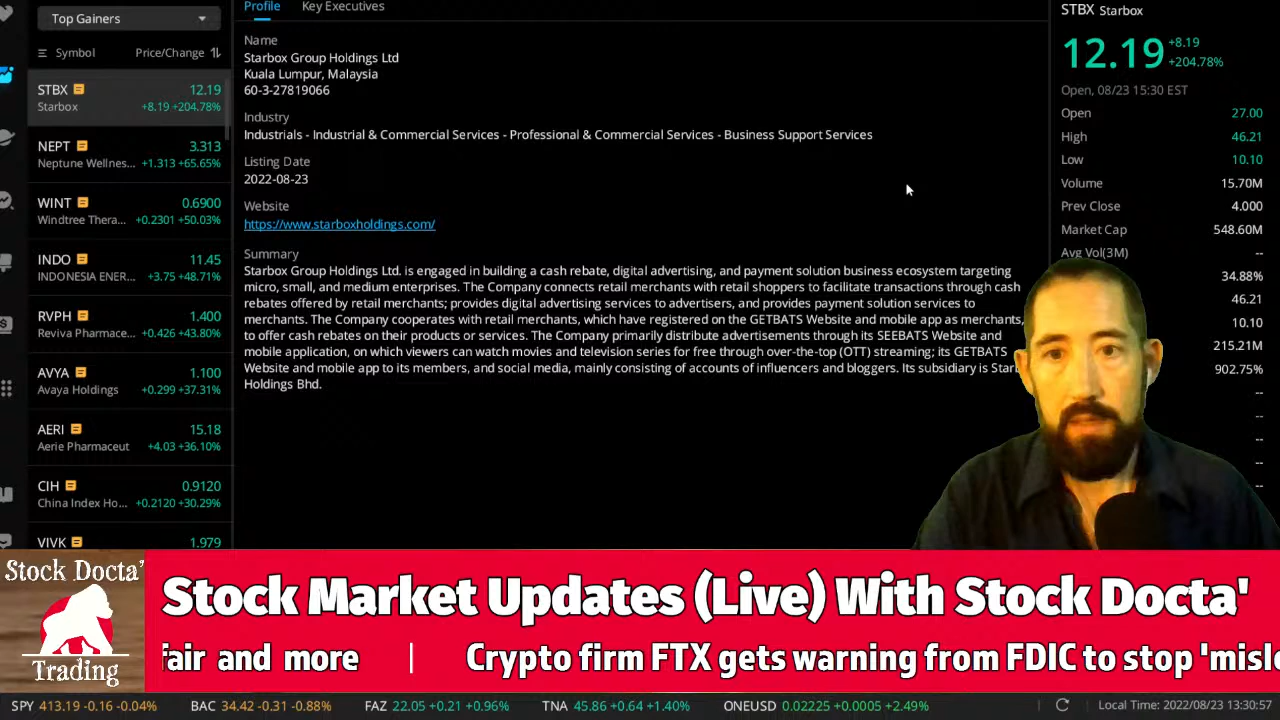 Top Gainers
Symbol Price/Change
STBX 12.19
Starbox +8.19 +204.78%
NEPT 3.313
Neptune Wellnes... +1.313 +65.65%
WINT 0.6900
Windtree Thera... +0.2301 +50.03%
INDO 11.45
INDONESIA ENER... +3.75 +48.71%
RVPH 1.400
Reviva Pharmace... +0.426 +43.80%
AVYA 1.100
Avaya Holdings +0.299 +37.31%
AERI 15.18
Aerie Pharmaceut +4.03 +36.10%
CIH 0.9120
China Index Ho... +0.2120 +30.29%
VIVK 1.979
Profile Key Executives
Name
Starbox Group Holdings Ltd
Kuala Lumpur, Malaysia
60-3-27819066
Industry
Industrials - Industrial & Commercial Services - Professional & Commercial Services - Business Support Services
Listing Date
2022-08-23
Website
https://www.starboxholdings.com/
Summary
Starbox Group Holdings Ltd. is engaged in building a cash rebate, digital advertising, and payment solution business ecosystem targeting
micro, small, and medium enterprises. The Company connects retail merchants with retail shoppers to facilitate transactions through cash
rebates offered by retail merchants; provides digital advertising services to advertisers, and provides payment solution services to
merchants. The Company cooperates with retail merchants, which have registered on the GETBATS Website and mobile app as merchants,
to offer cash rebates on their products or services. The Company primarily distribute advertisements through its SEEBATS Website and
mobile application, on which viewers can watch movies and television series for free through over-the-top (OTT) streaming; its GETBATS
Website and mobile app to its members, and social media, mainly consisting of accounts of influencers and bloggers. Its subsidiary is Starb
Holdings Bhd.
STBX Starbox
12.19 +8.19
+204.78%
Open, 08/23 15:30 EST
Open 27.00
High 46.21
Low 10.10
Volume 15.70M
Prev Close 4.000
Market Cap 548.60M
Avg Vol(3M) --
34.88%
46.21
10.10
215.21M
902.75%
--
--
--
--
--
Stock Docta'
Trading
Stock Market Updates (Live) With Stock Docta'
fair and more | Crypto firm FTX gets warning from FDIC to stop 'misle
SPY 413.19 -0.16 -0.04% BAC 34.42 -0.31 -0.88% FAZ 22.05 +0.21 +0.96% TNA 45.86 +0.64 +1.40% ONEUSD 0.02225 +0.0005 +2.49% Local Time: 2022/08/23 13:30:57